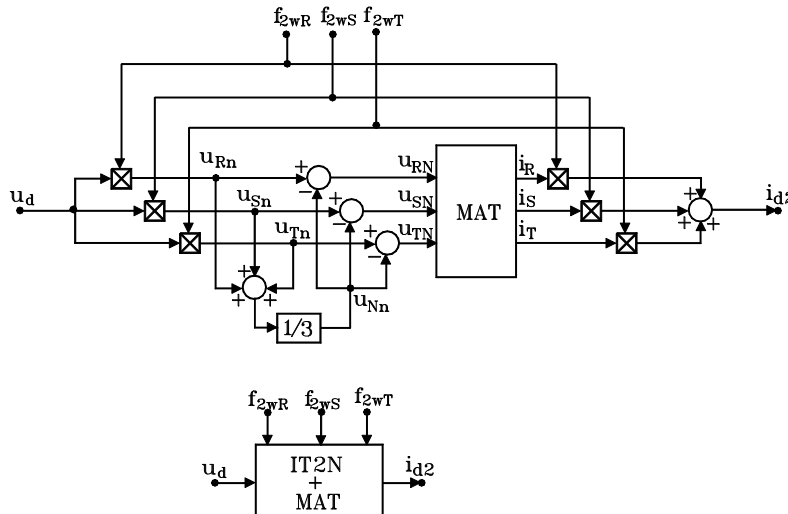 f2wR f2wS f2wT
uRn uRN iR
ud uSn uSN MAT iS id2
uTn uTN iT
uNn
1/3
f2wR f2wS f2wT
ud IT2N id2
+
MAT